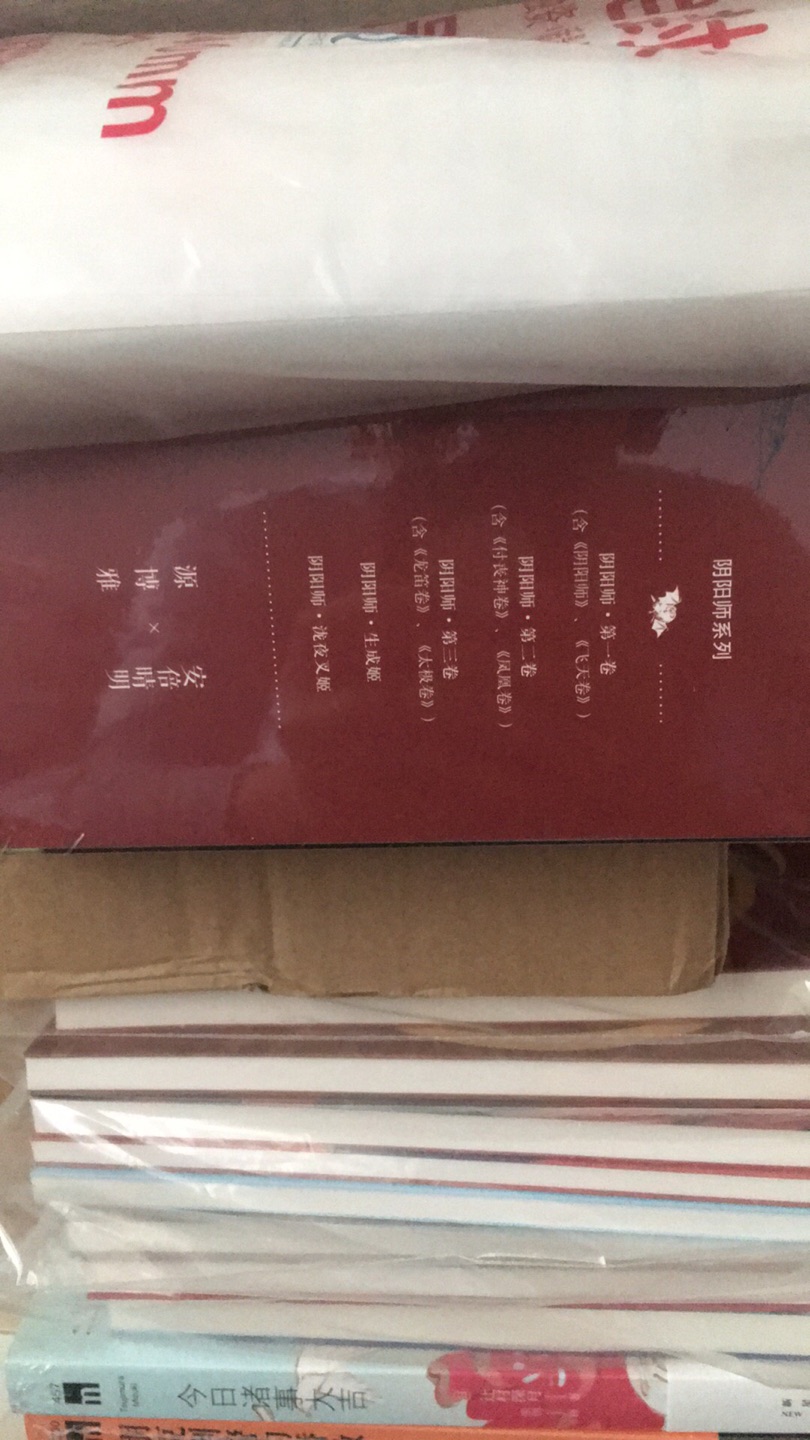 阴阳师系列
阴阳师·第一卷
(含《阴阳师》、《飞天卷》)
阴阳师·第二卷
(含《付丧神卷》、《凤凰卷》)
阴阳师·第三卷
(含《龙笛卷》、《太极卷》)
阴阳师·生成姬
阴阳师·泷夜叉姬
源博雅
×
安倍晴明
今日诸事大吉